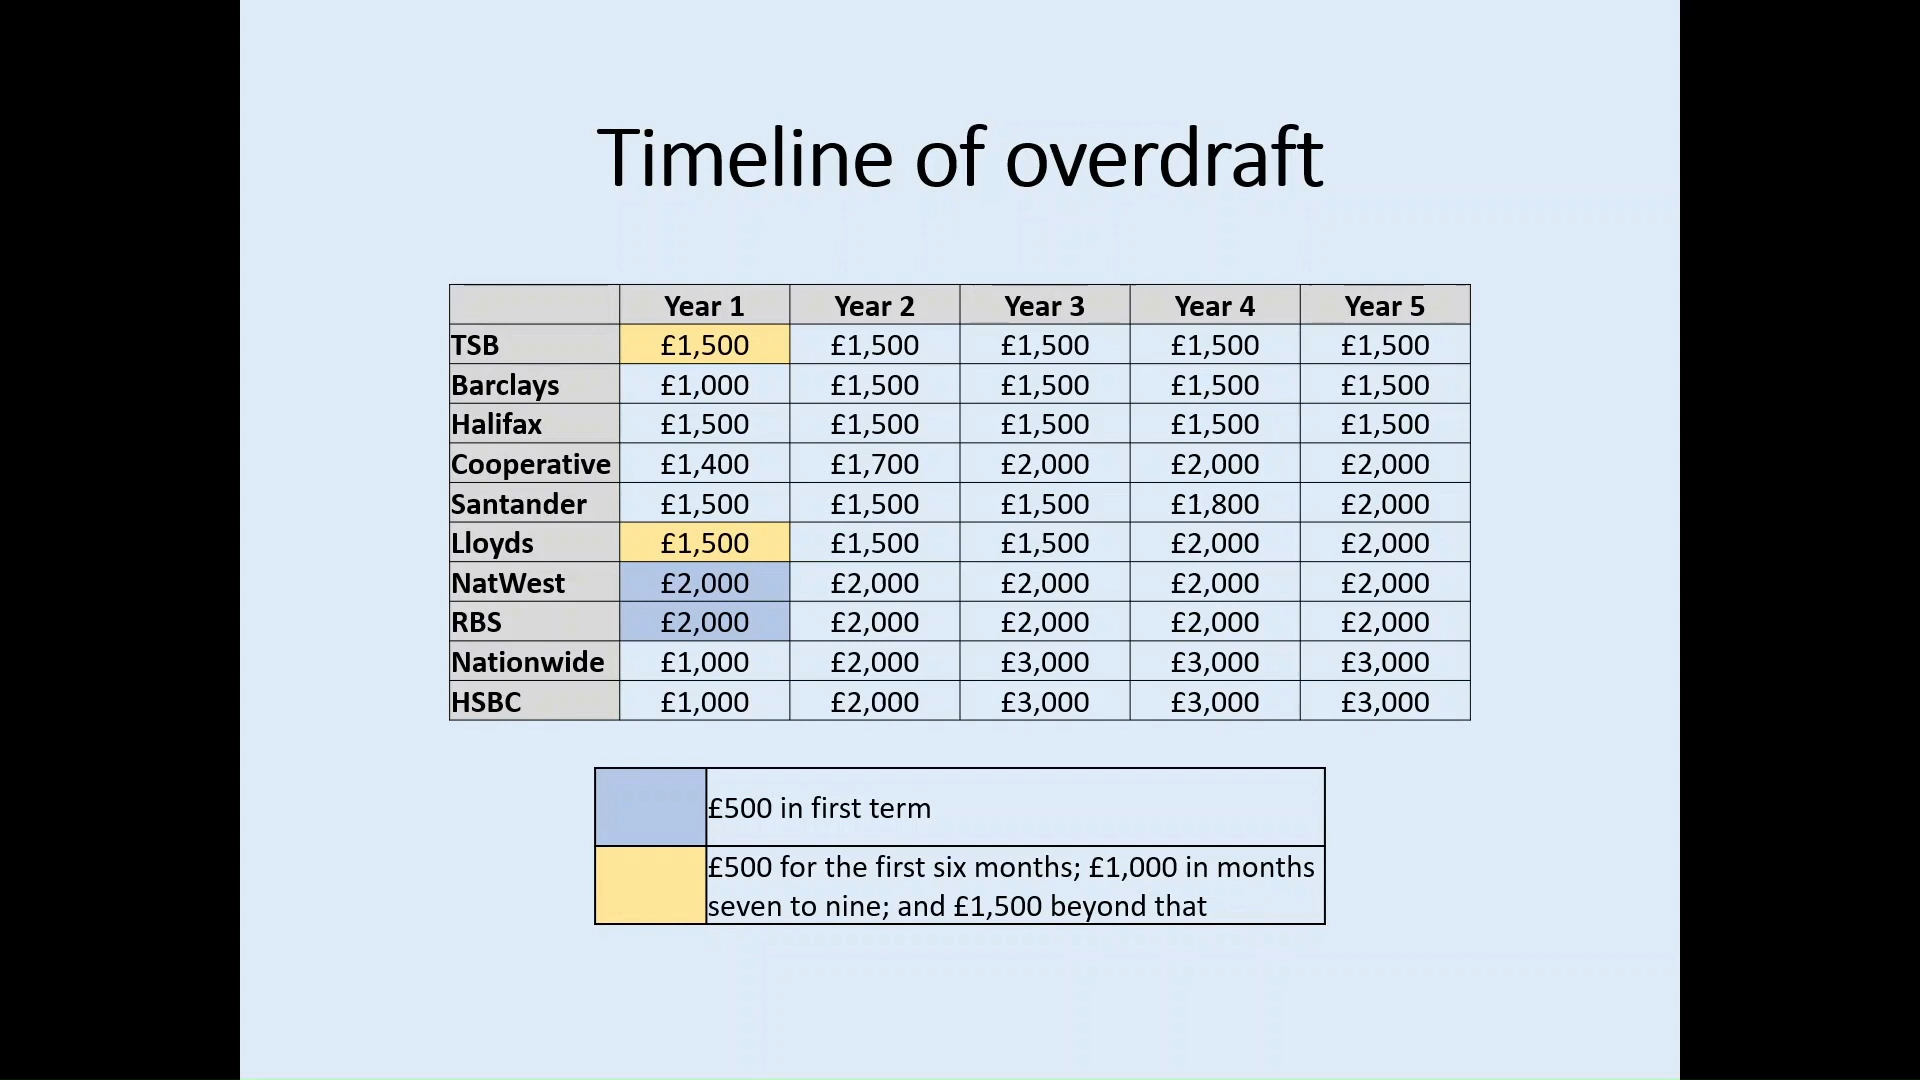 Timeline of overdraft
Year 1 Year 2 Year 3 Year 4 Year 5
TSB £1,500 £1,500 £1,500 £1,500 £1,500
Barclays £1,000 £1,500 £1,500 £1,500 £1,500
Halifax £1,500 £1,500 £1,500 £1,500 £1,500
Cooperative £1,400 £1,700 £2,000 £2,000 £2,000
Santander £1,500 £1,500 £1,500 £1,800 £2,000
Lloyds £1,500 £1,500 £1,500 £2,000 £2,000
NatWest £2,000 £2,000 £2,000 £2,000 £2,000
RBS £2,000 £2,000 £2,000 £2,000 £2,000
Nationwide £1,000 £2,000 £3,000 £3,000 £3,000
HSBC £1,000 £2,000 £3,000 £3,000 £3,000
£500 in first term
£500 for the first six months; £1,000 in months
seven to nine; and £1,500 beyond that